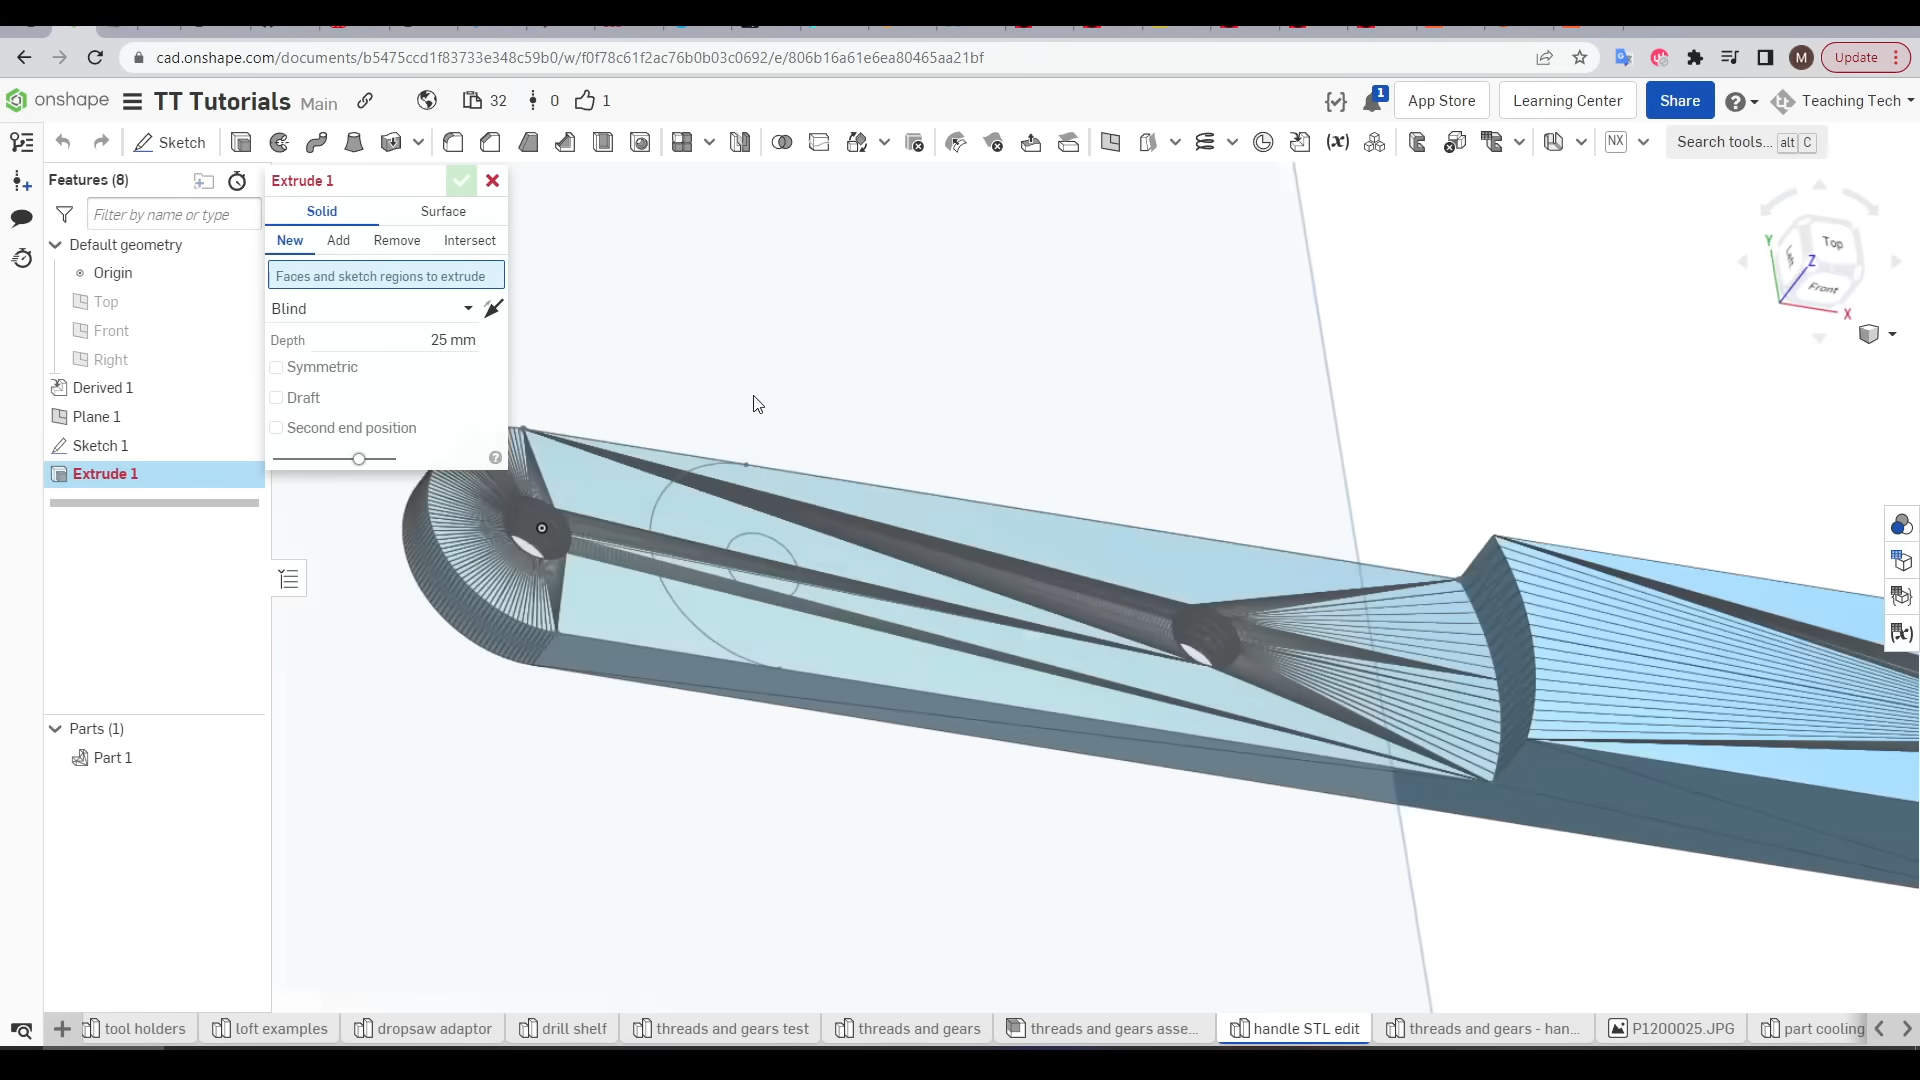 cad.onshape.com/documents/b5475ccd1f83733e348c59b0/w/f0f78c61f2ac76b0b03c0692/e/806b16a61e6ea80465aa21bf
M
Update
onshape
TT Tutorials
Main
32
0
1
1
App Store
Learning Center
Share
Teaching Tech
Sketch
NX
Search tools... alt C
Features (8)
Filter by name or type
Default geometry
Origin
Top
Front
Right
Derived 1
Plane 1
Sketch 1
Extrude 1
Parts (1)
Part 1
Extrude 1
Solid
Surface
New
Add
Remove
Intersect
Faces and sketch regions to extrude
Blind
Depth
25 mm
Symmetric
Draft
Second end position
Top
Front
Y
Z
X
tool holders
loft examples
dropsaw adaptor
drill shelf
threads and gears test
threads and gears
threads and gears asse...
handle STL edit
threads and gears - han...
P1200025.JPG
part cooling